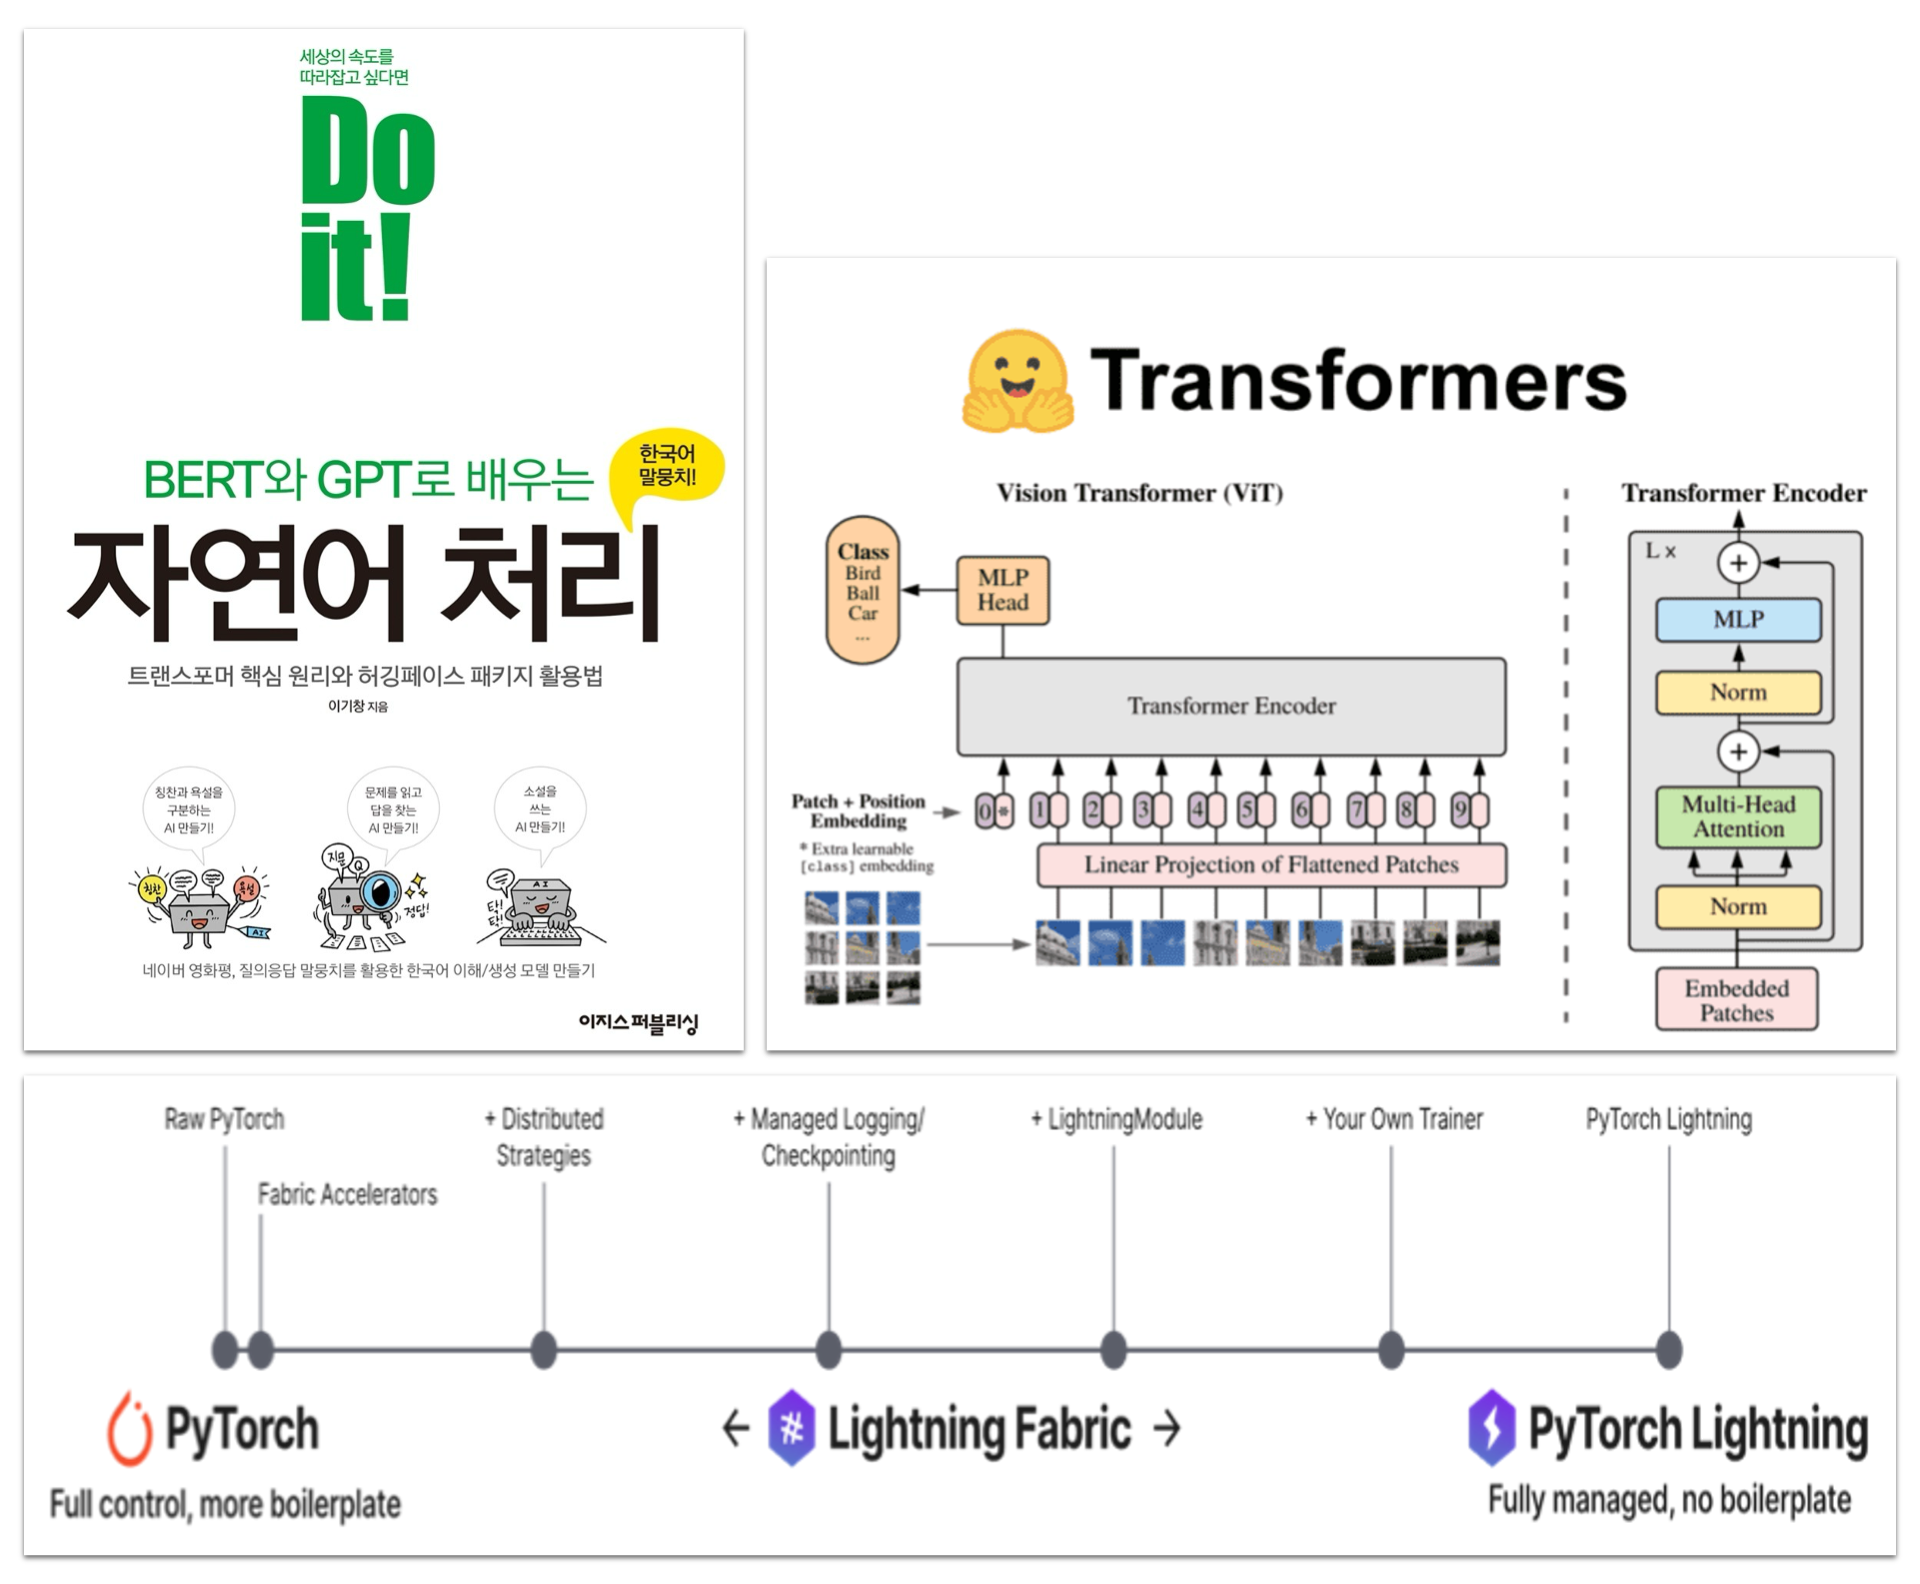 세상의 속도를
따라잡고 싶다면
Do
it!
BERT와 GPT로 배우는
한국어
말뭉치!
자연어 처리
트랜스포머 핵심 원리와 허깅페이스 패키지 활용법
이기창 지음
칭찬과 욕설을
구분하는
AI 만들기!
문제를 읽고
답을 찾는
AI 만들기!
소설을
쓰는
AI 만들기!
칭찬
욕설
AI
지문
Q
정답!
AI
타!
탁!
네이버 영화평, 질의응답 말뭉치를 활용한 한국어 이해/생성 모델 만들기
이지스퍼블리싱
Transformers
Vision Transformer (ViT)
Class
Bird
Ball
Car
...
MLP
Head
Transformer Encoder
Patch + Position
Embedding
0 * 1 2 3 4 5 6 7 8 9
* Extra learnable
[class] embedding
Linear Projection of Flattened Patches
Transformer Encoder
L ×
+
MLP
Norm
+
Multi-Head
Attention
Norm
Embedded
Patches
Raw PyTorch
Fabric Accelerators
+ Distributed
Strategies
+ Managed Logging/
Checkpointing
+ LightningModule
+ Your Own Trainer
PyTorch Lightning
PyTorch
Full control, more boilerplate
← Lightning Fabric →
PyTorch Lightning
Fully managed, no boilerplate